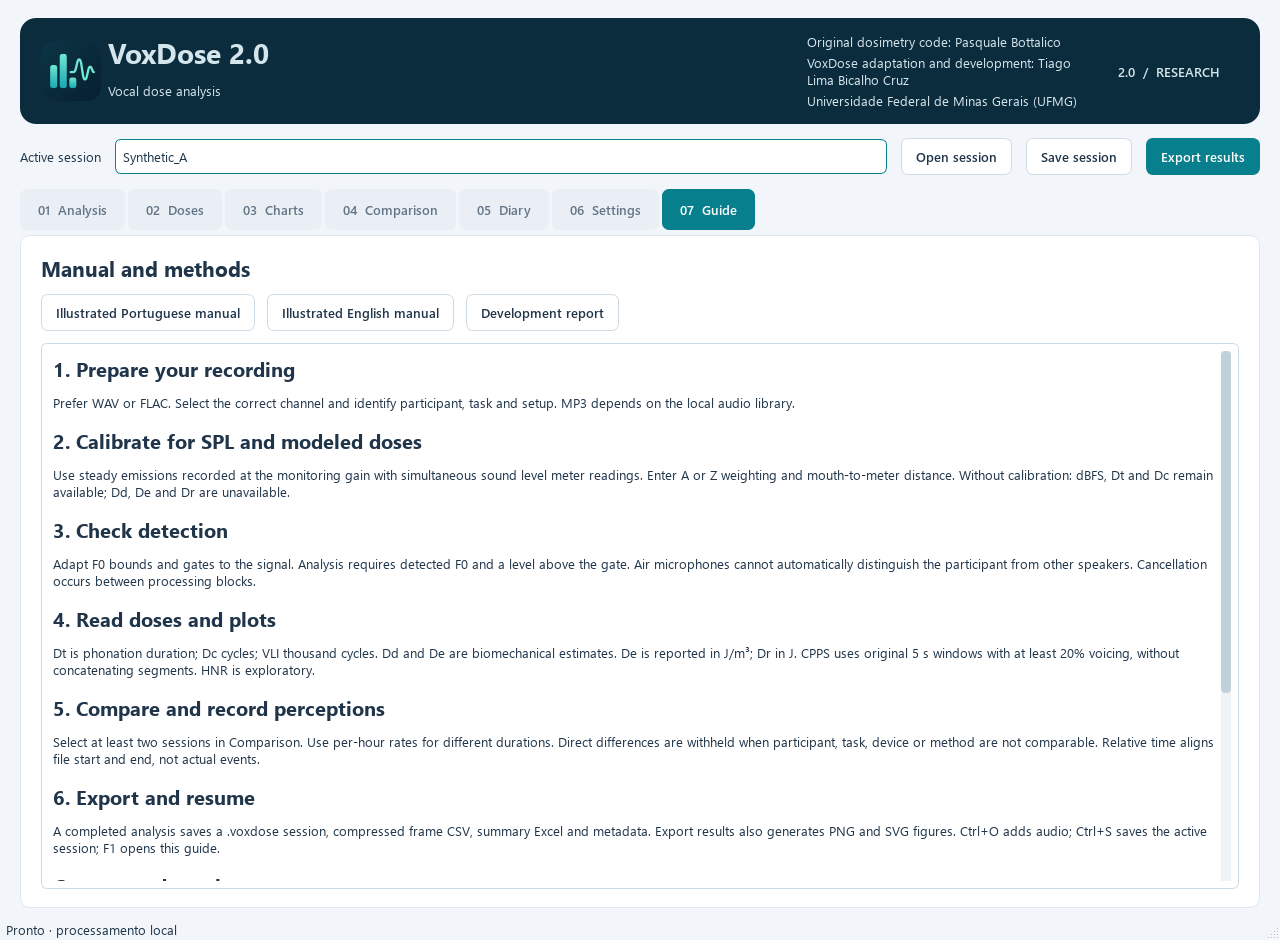 VoxDose 2.0
Vocal dose analysis
Original dosimetry code: Pasquale Bottalico
VoxDose adaptation and development: Tiago
Lima Bicalho Cruz
Universidade Federal de Minas Gerais (UFMG)
2.0 / RESEARCH
Active session
Synthetic_A
Open session
Save session
Export results
01 Analysis
02 Doses
03 Charts
04 Comparison
05 Diary
06 Settings
07 Guide
Manual and methods
Illustrated Portuguese manual
Illustrated English manual
Development report
1. Prepare your recording
Prefer WAV or FLAC. Select the correct channel and identify participant, task and setup. MP3 depends on the local audio library.
2. Calibrate for SPL and modeled doses
Use steady emissions recorded at the monitoring gain with simultaneous sound level meter readings. Enter A or Z weighting and mouth-to-meter distance. Without calibration: dBFS, Dt and Dc remain
available; Dd, De and Dr are unavailable.
3. Check detection
Adapt F0 bounds and gates to the signal. Analysis requires detected F0 and a level above the gate. Air microphones cannot automatically distinguish the participant from other speakers. Cancellation
occurs between processing blocks.
4. Read doses and plots
Dt is phonation duration; Dc cycles; VLI thousand cycles. Dd and De are biomechanical estimates. De is reported in J/m³; Dr in J. CPPS uses original 5 s windows with at least 20% voicing, without
concatenating segments. HNR is exploratory.
5. Compare and record perceptions
Select at least two sessions in Comparison. Use per-hour rates for different durations. Direct differences are withheld when participant, task, device or method are not comparable. Relative time aligns
file start and end, not actual events.
6. Export and resume
A completed analysis saves a .voxdose session, compressed frame CSV, summary Excel and metadata. Export results also generates PNG and SVG figures. Ctrl+O adds audio; Ctrl+S saves the active
session; F1 opens this guide.
Pronto · processamento local